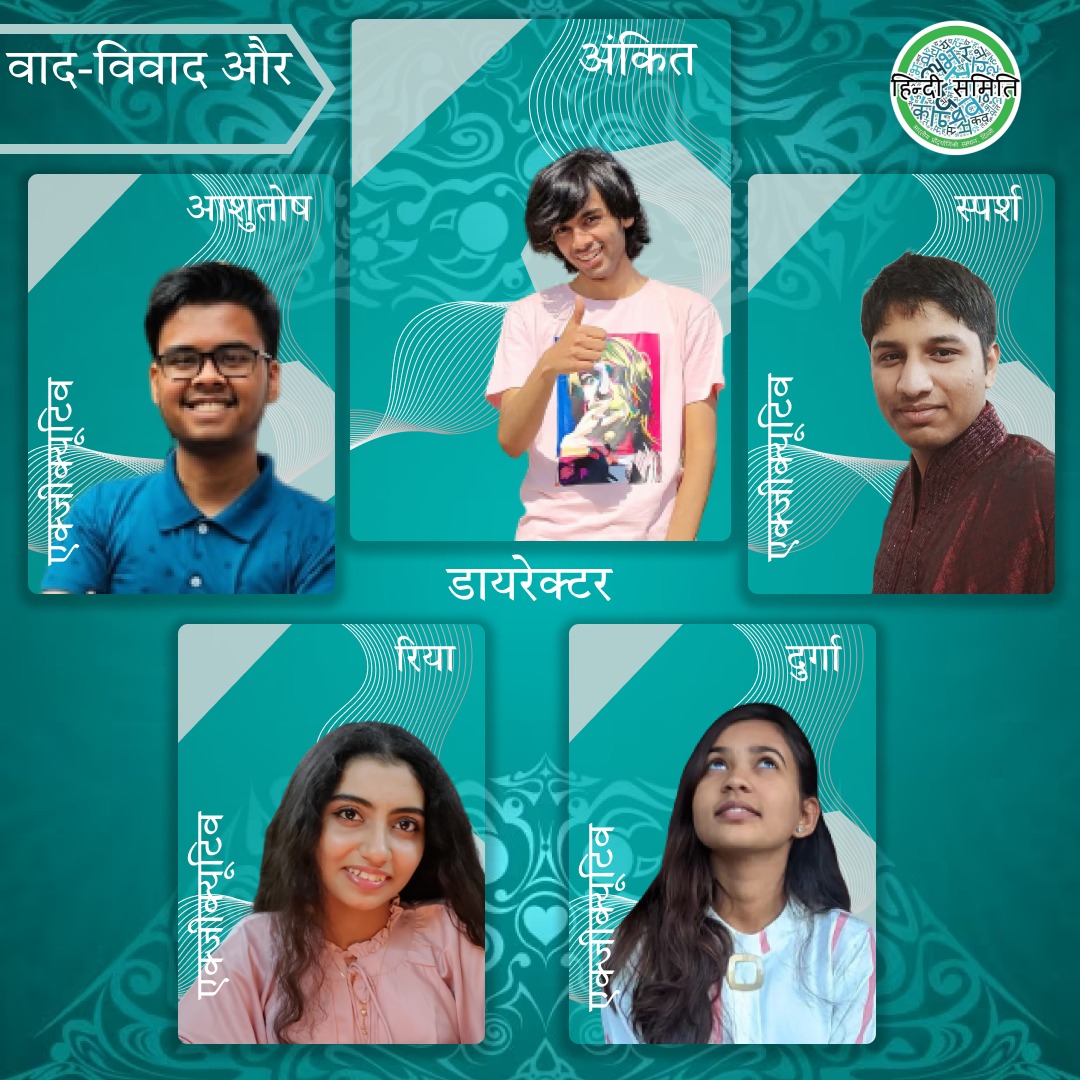 वाद-विवाद और
अंकित
हिन्दी समिति
आशुतोष
एक्जीक्यूटिव
स्पर्श
एक्जीक्यूटिव
डायरेक्टर
रिया
एक्जीक्यूटिव
दुर्गा
एक्जीक्यूटिव